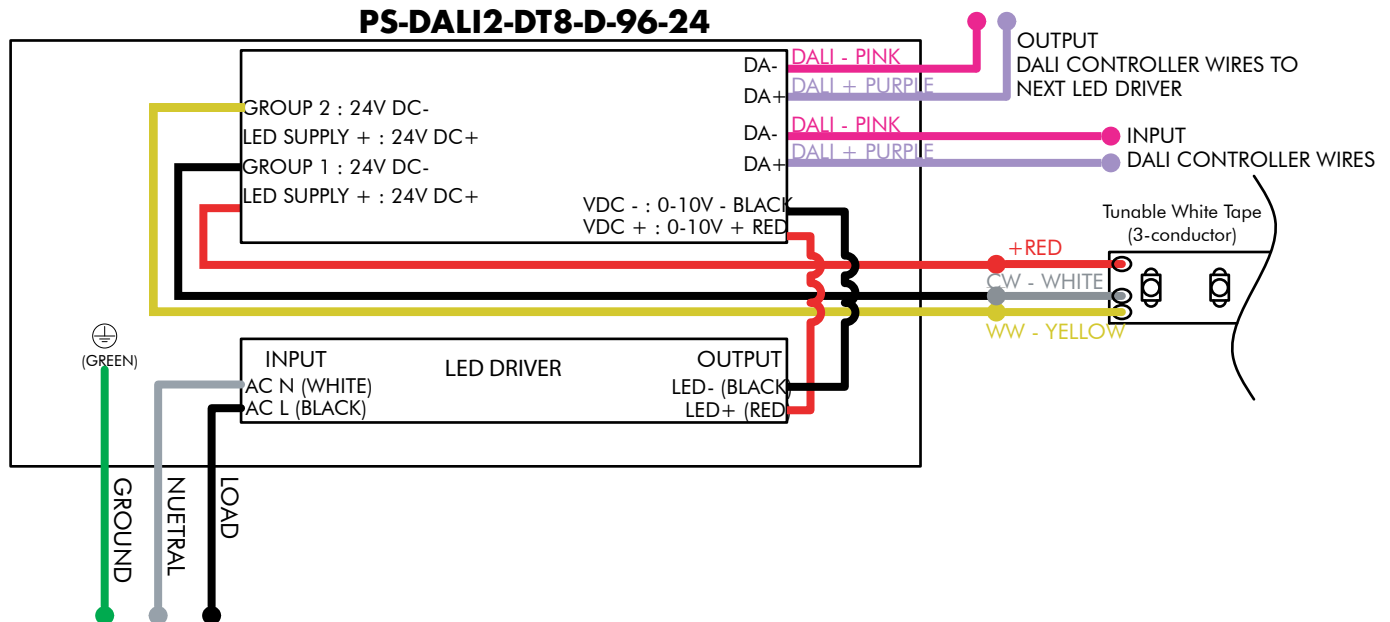 PS-DALI2-DT8-D-96-24
OUTPUT
DALI CONTROLLER WIRES TO
NEXT LED DRIVER
DA-
DALI - PINK
DA+
DALI + PURPLE
DA-
DALI - PINK
DA+
DALI + PURPLE
INPUT
DALI CONTROLLER WIRES
GROUP 2 : 24V DC-
LED SUPPLY + : 24V DC+
GROUP 1 : 24V DC-
LED SUPPLY + : 24V DC+
VDC - : 0-10V - BLACK
VDC + : 0-10V + RED
Tunable White Tape
(3-conductor)
+RED
CW - WHITE
WW - YELLOW
(GREEN)
INPUT
LED DRIVER
OUTPUT
AC N (WHITE)
AC L (BLACK)
LED- (BLACK)
LED+ (RED)
GROUND
NUETRAL
LOAD